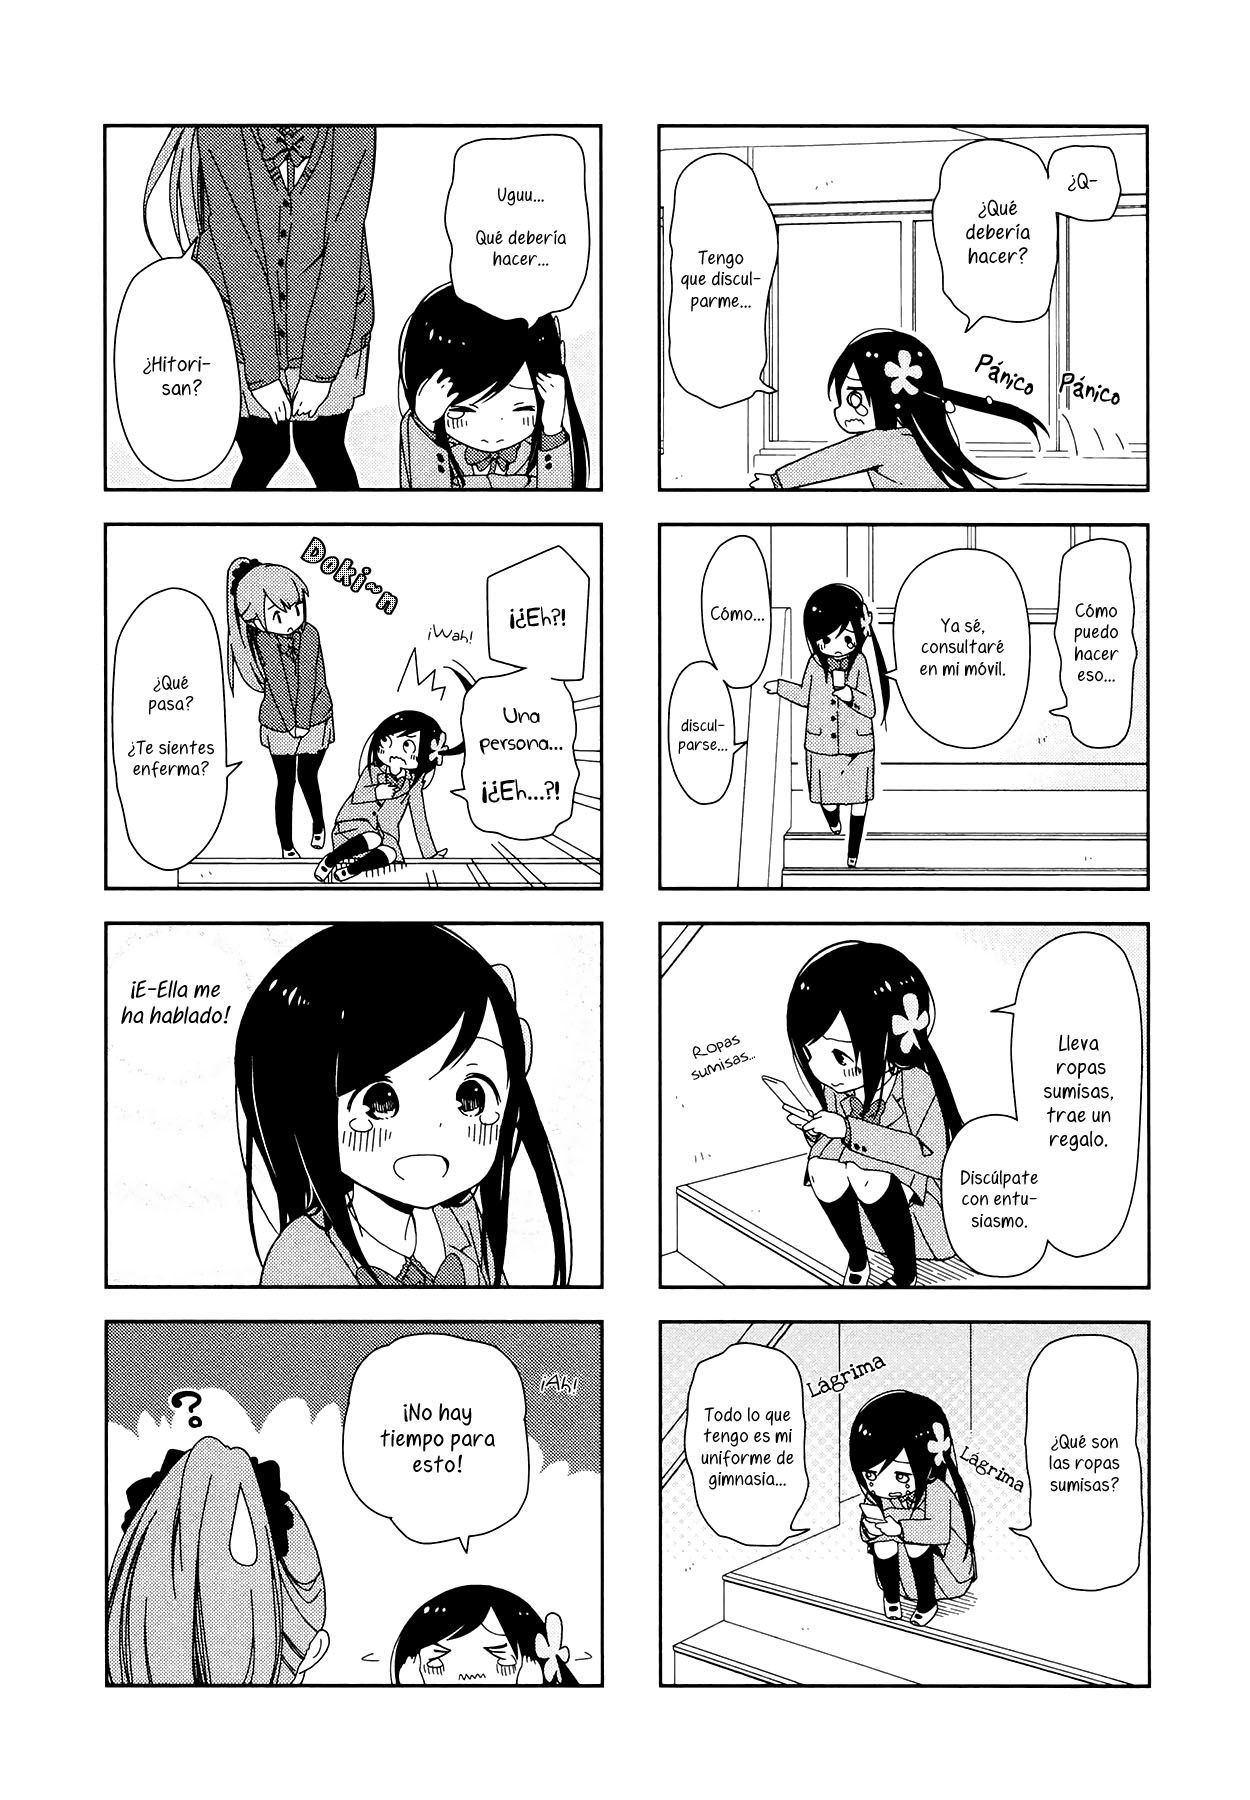 ¿Q-
¿Qué
debería
hacer?
Pánico
Pánico
Tengo
que discul-
parme...
Cómo
puedo
hacer
eso...
Ya sé,
consultaré
en mi móvil.
Cómo...
discul-
parse...
Lleva
ropas
sumisas,
trae un
regalo.
Discúlpate
con entu-
siasmo.
Ropas
sumisas...
¿Qué son
las ropas
sumisas?
Lágrima
Lágrima
Todo lo que
tengo es mi
uniforme de
gimnasia...
Uguu...
Qué debería
hacer...
¿Hitori-
san?
¡¿Eh?!
Una
persona...
¡¿Eh...?!
¡Wah!
Doki~n
¿Qué
pasa?
¿Te sientes
enferma?
¡E-Ella me
ha hablado!
¡Ah!
¡No hay
tiempo para
esto!
?